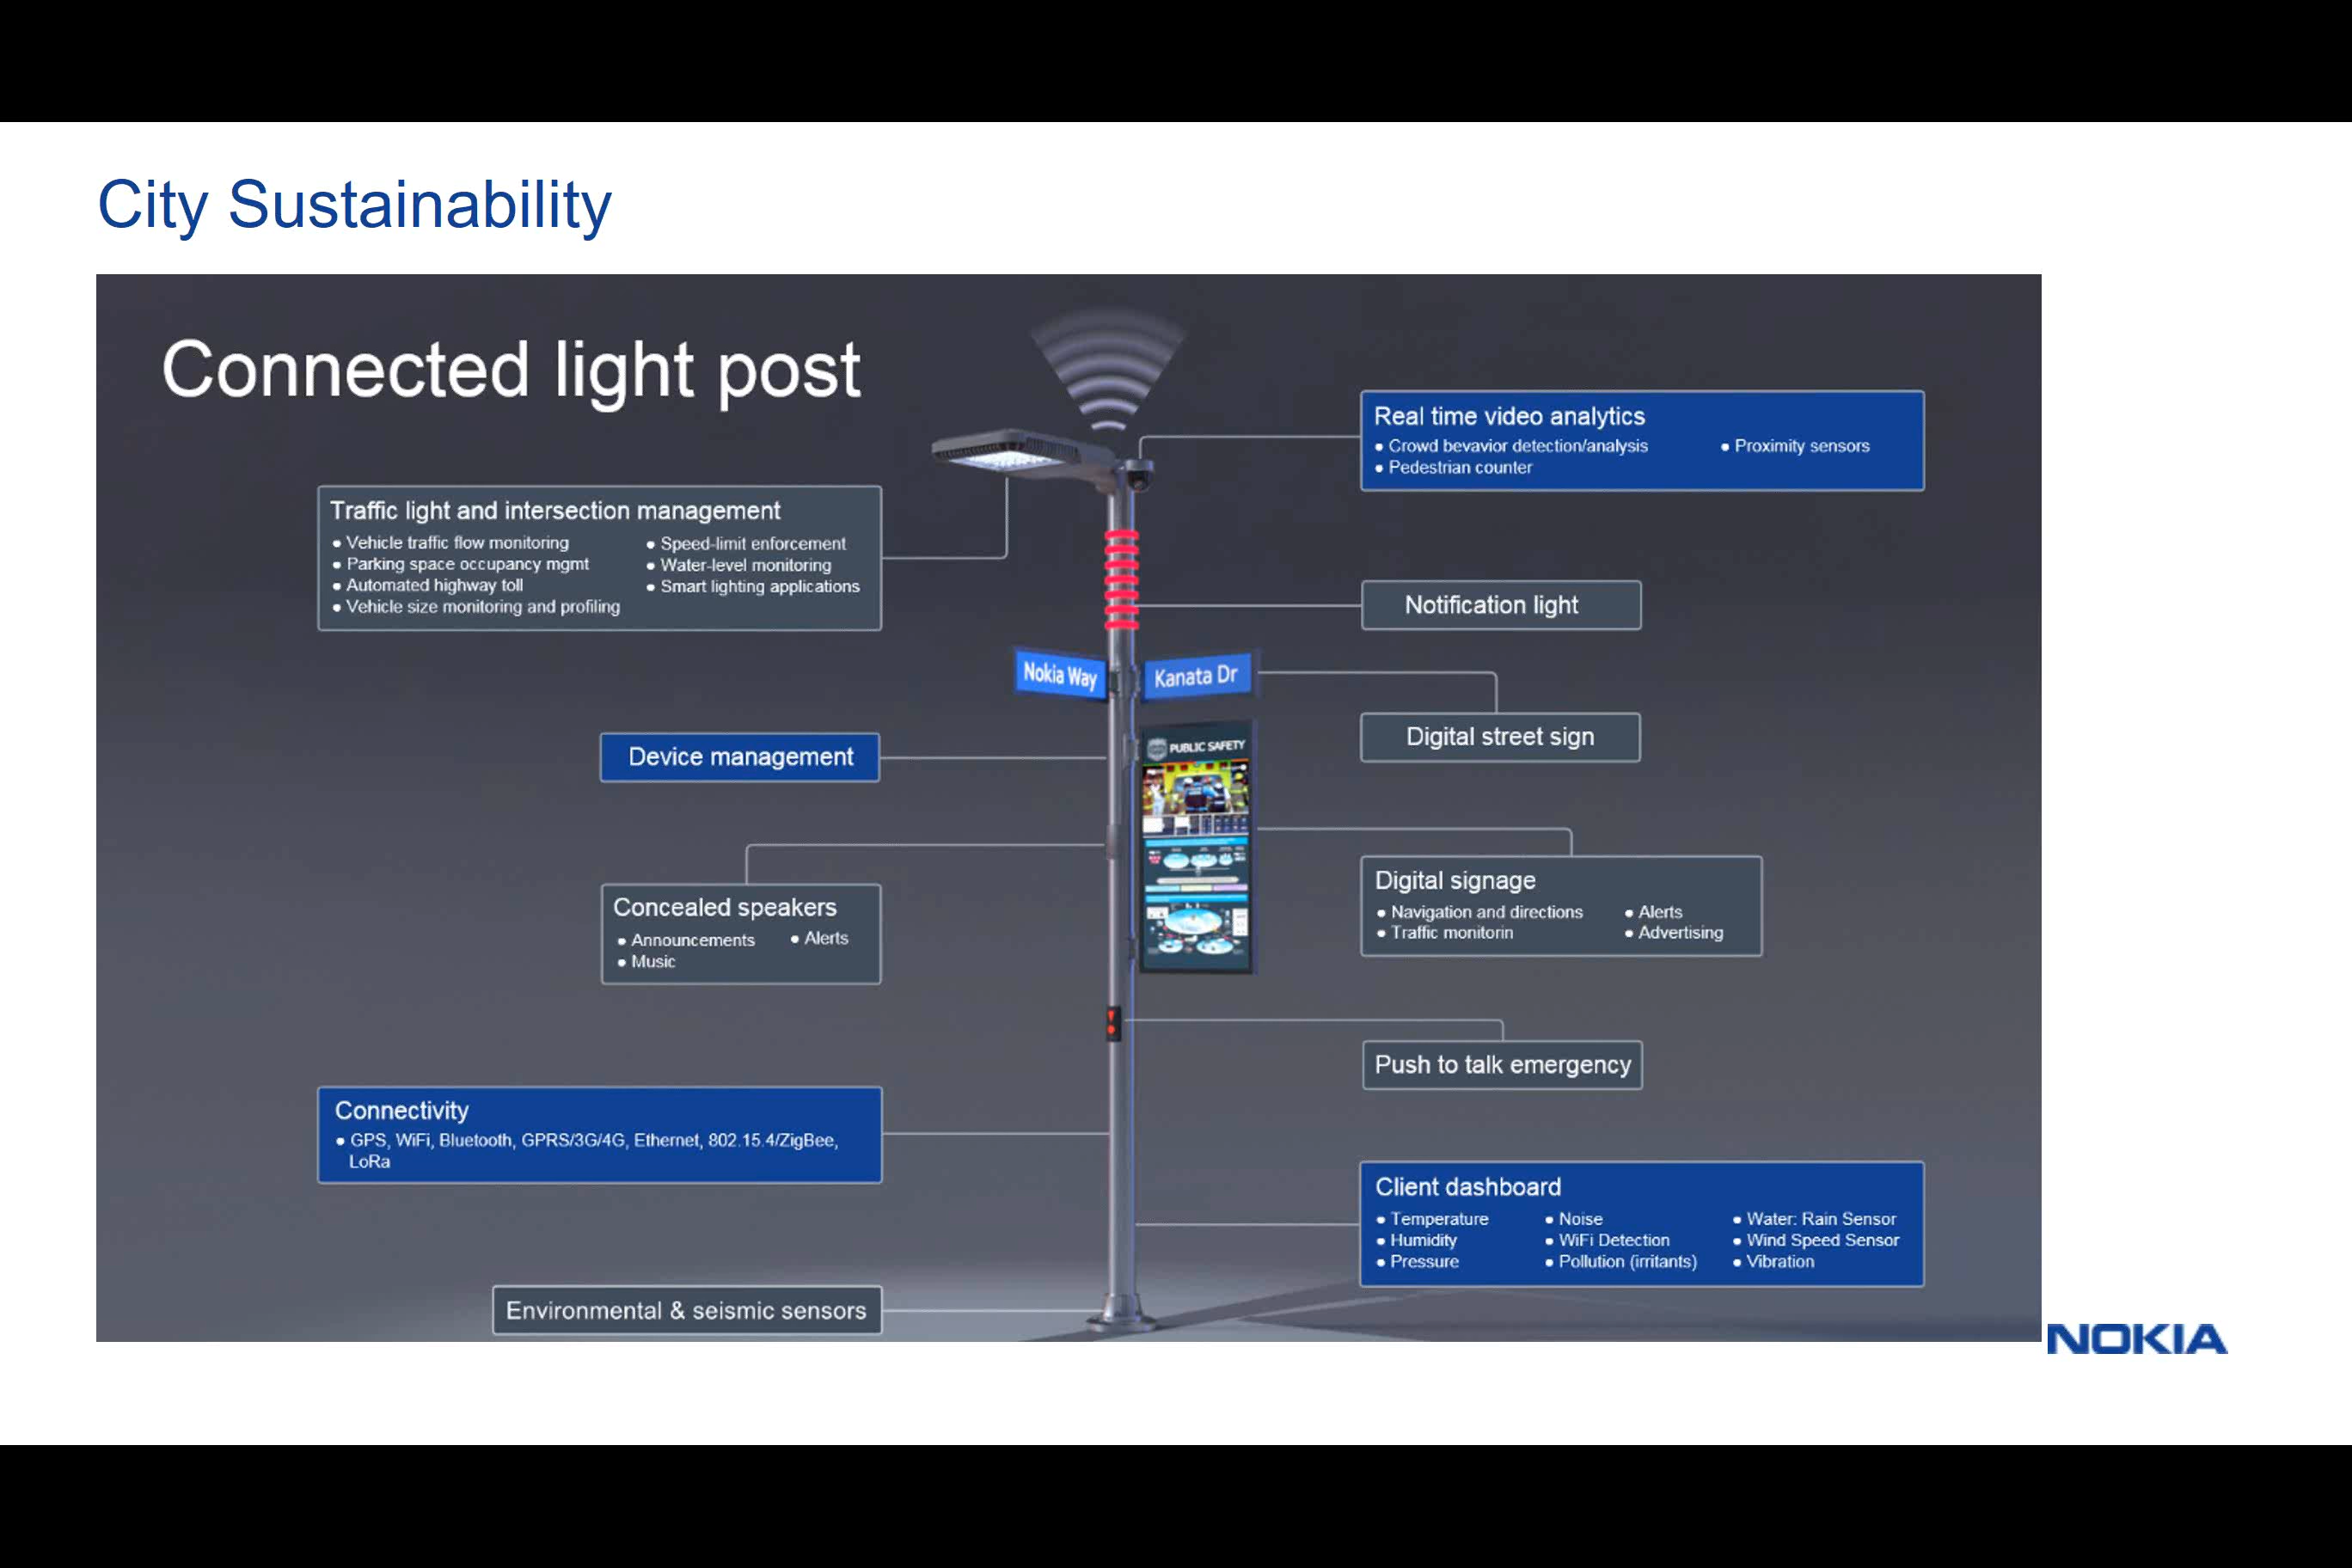 City Sustainability
Connected light post
Real time video analytics
• Crowd bevavior detection/analysis
• Pedestrian counter
• Proximity sensors
Traffic light and intersection management
• Vehicle traffic flow monitoring
• Parking space occupancy mgmt
• Automated highway toll
• Vehicle size monitoring and profiling
• Speed-limit enforcement
• Water-level monitoring
• Smart lighting applications
Notification light
Nokia Way
Kanata Dr
Digital street sign
Device management
PUBLIC SAFETY
Concealed speakers
• Announcements
• Music
• Alerts
Digital signage
• Navigation and directions
• Traffic monitorin
• Alerts
• Advertising
Push to talk emergency
Connectivity
• GPS, WiFi, Bluetooth, GPRS/3G/4G, Ethernet, 802.15.4/ZigBee,
LoRa
Client dashboard
• Temperature
• Humidity
• Pressure
• Noise
• WiFi Detection
• Pollution (irritants)
• Water: Rain Sensor
• Wind Speed Sensor
• Vibration
Environmental & seismic sensors
NOKIA